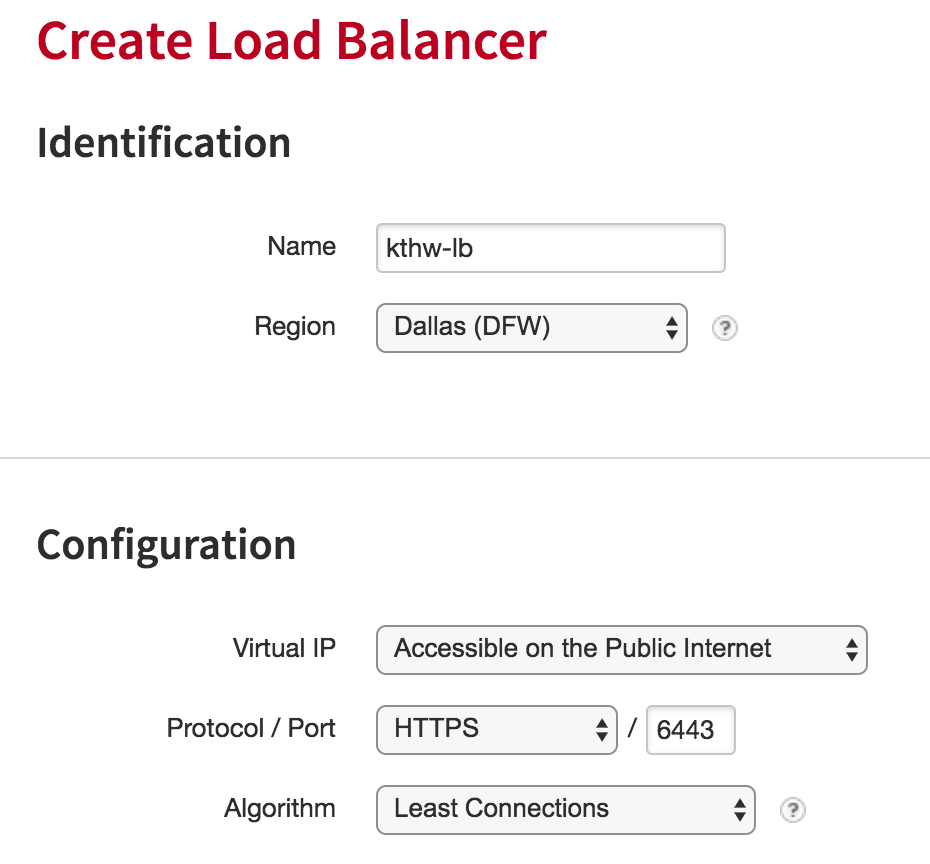 Create Load Balancer
Identification
Name kthw-lb
Region Dallas (DFW) ?
Configuration
Virtual IP Accessible on the Public Internet
Protocol / Port HTTPS / 6443
Algorithm Least Connections ?